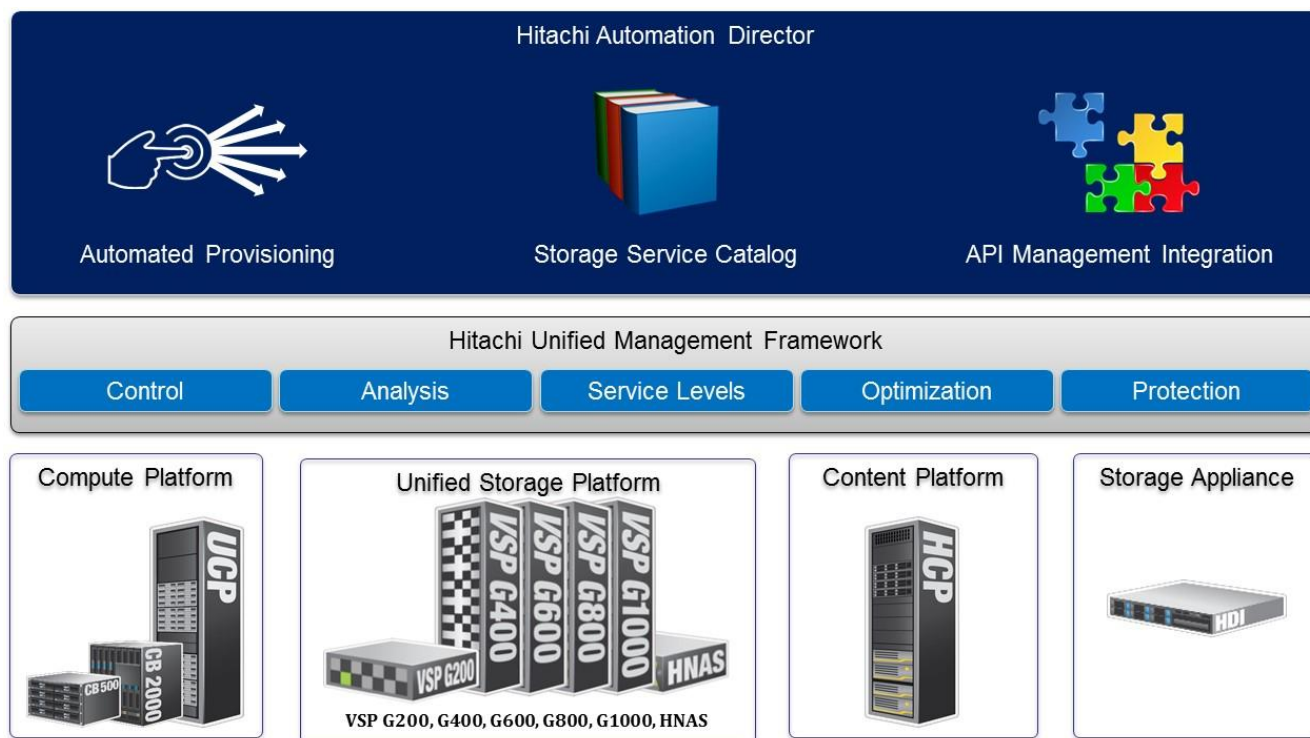 Hitachi Automation Director
Automated Provisioning
Storage Service Catalog
API Management Integration
Hitachi Unified Management Framework
Control
Analysis
Service Levels
Optimization
Protection
Compute Platform
UCP
CB 2000
CB 500
Unified Storage Platform
VSP G200
VSP G400
VSP G600
VSP G800
VSP G1000
HNAS
VSP G200, G400, G600, G800, G1000, HNAS
Content Platform
HCP
Storage Appliance
HDI